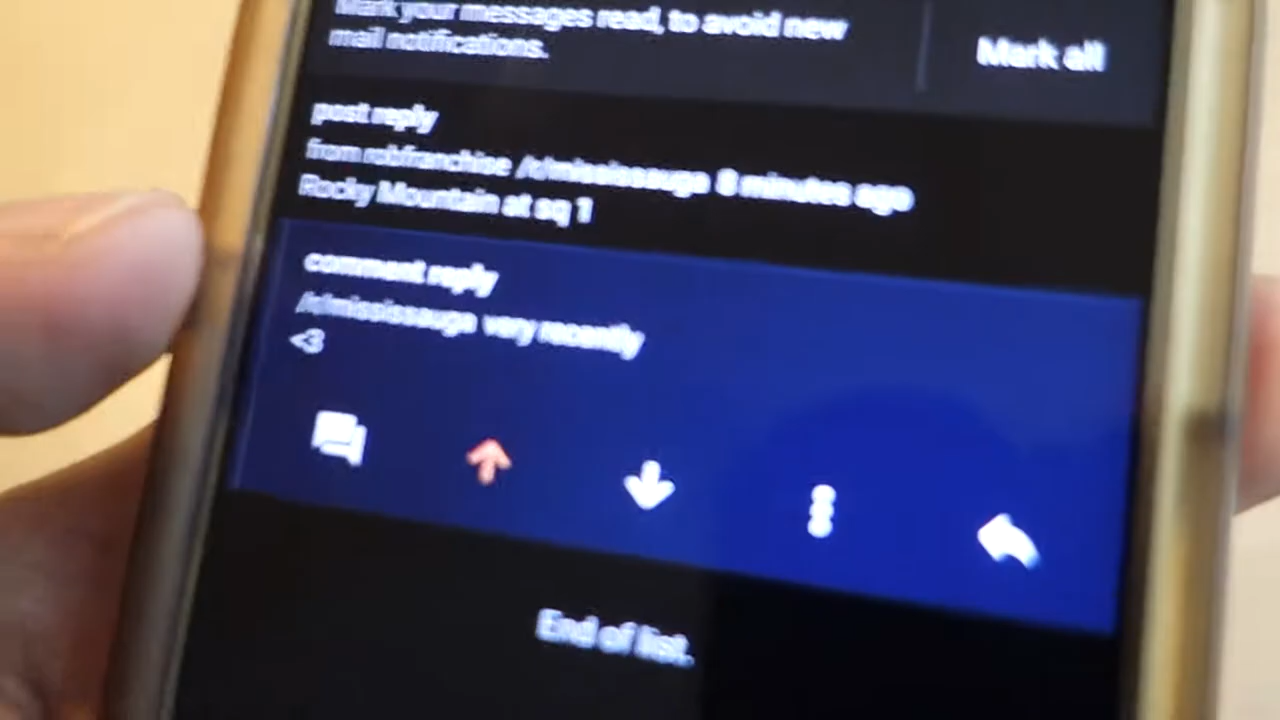 Mark your messages read, to avoid new
mail notifications.
Mark all
post reply
from robfranchise /r/mississauga 8 minutes ago
Rocky Mountain at sq 1
comment reply
/r/mississauga very recently
<3
End of list.